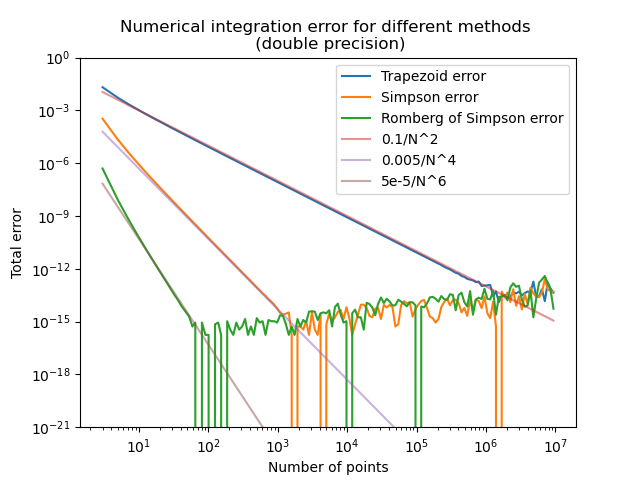 Numerical integration error for different methods
(double precision)
Total error
10^0
10^-3
10^-6
10^-9
10^-12
10^-15
10^-18
10^-21
Trapezoid error
Simpson error
Romberg of Simpson error
0.1/N^2
0.005/N^4
5e-5/N^6
10^1 10^2 10^3 10^4 10^5 10^6 10^7
Number of points